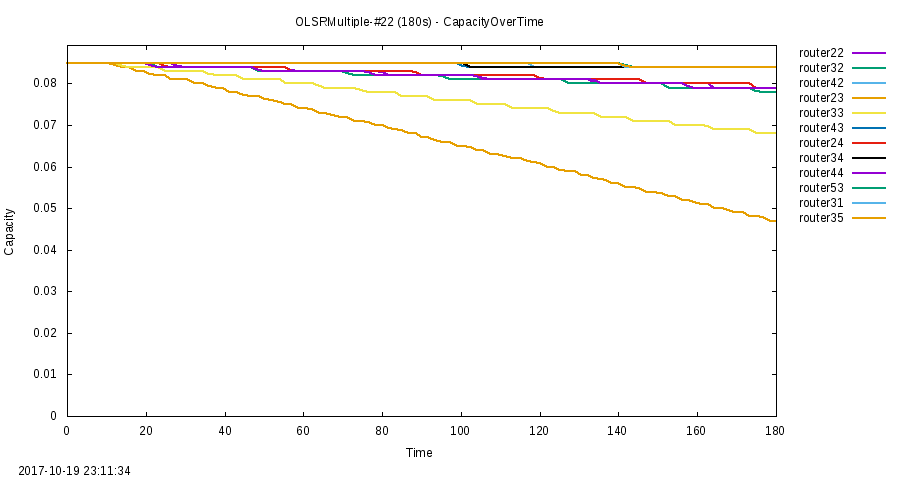 OLSRMultiple-#22 (180s) - CapacityOverTime
router22
router32
router42
router23
router33
router43
router24
router34
router44
router53
router31
router35
0.08
0.07
0.06
0.05
0.04
0.03
0.02
0.01
0
Capacity
0 20 40 60 80 100 120 140 160 180
Time
2017-10-19 23:11:34